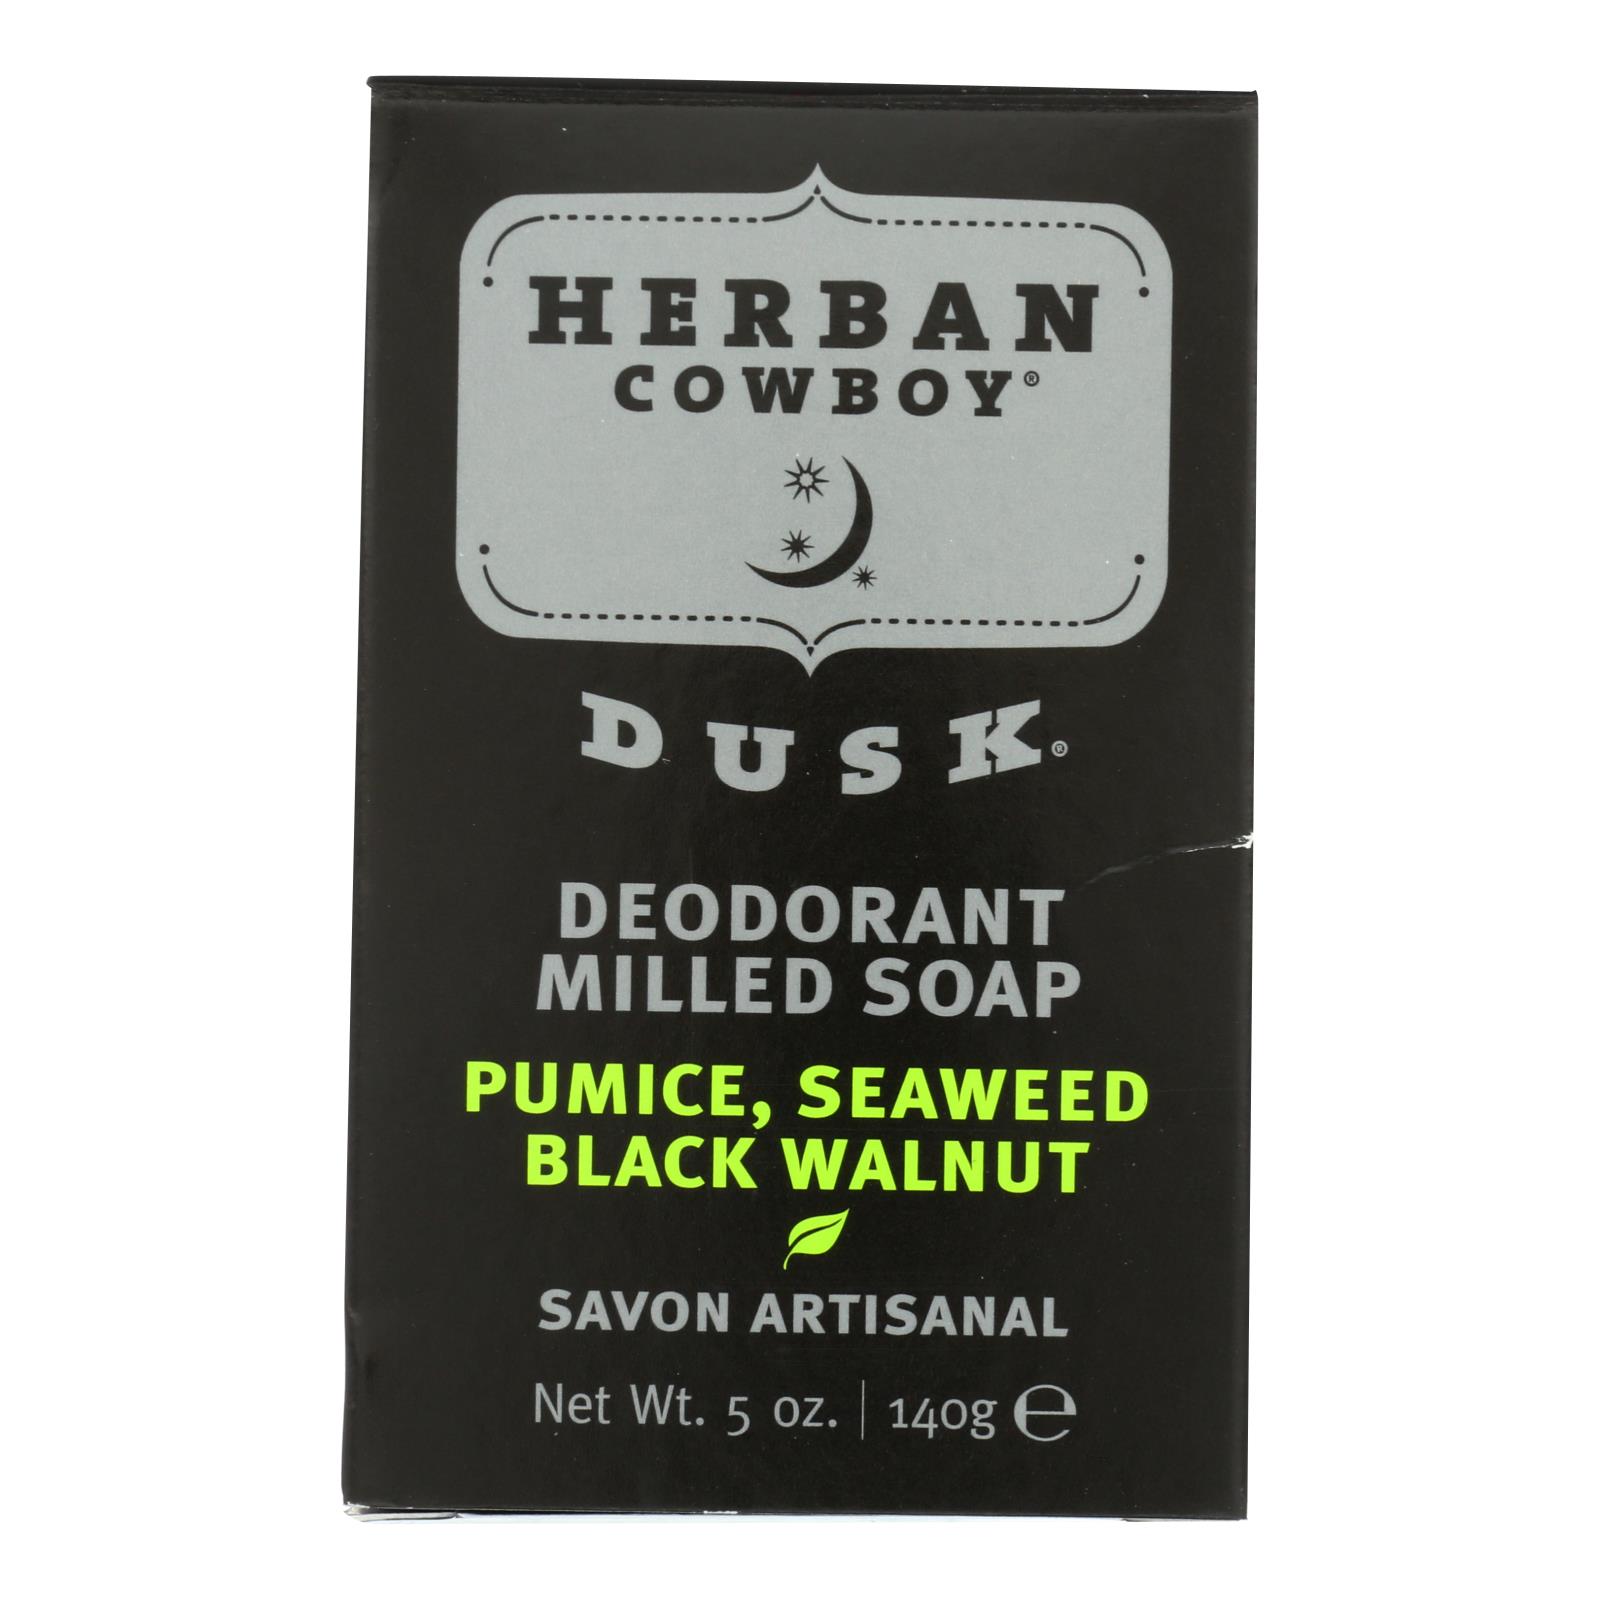 HERBAN
COWBOY®
DUSK®
DEODORANT
MILLED SOAP
PUMICE, SEAWEED
BLACK WALNUT
SAVON ARTISANAL
Net Wt. 5 oz. | 140g ℮